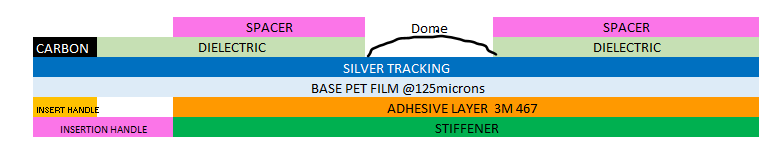 SPACER Dome SPACER
CARBON DIELECTRIC DIELECTRIC
SILVER TRACKING
BASE PET FILM @125microns
INSERT HANDLE ADHESIVE LAYER 3M 467
INSERTION HANDLE STIFFENER